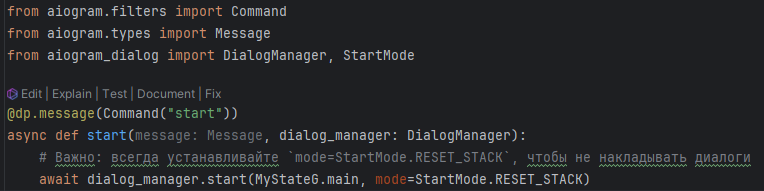 from aiogram.filters import Command
from aiogram.types import Message
from aiogram_dialog import DialogManager, StartMode
Edit | Explain | Test | Document | Fix
@dp.message(Command("start"))
async def start(message: Message, dialog_manager: DialogManager):
# Важно: всегда устанавливайте `mode=StartMode.RESET_STACK`, чтобы не накладывать диалоги
await dialog_manager.start(MyStateG.main, mode=StartMode.RESET_STACK)